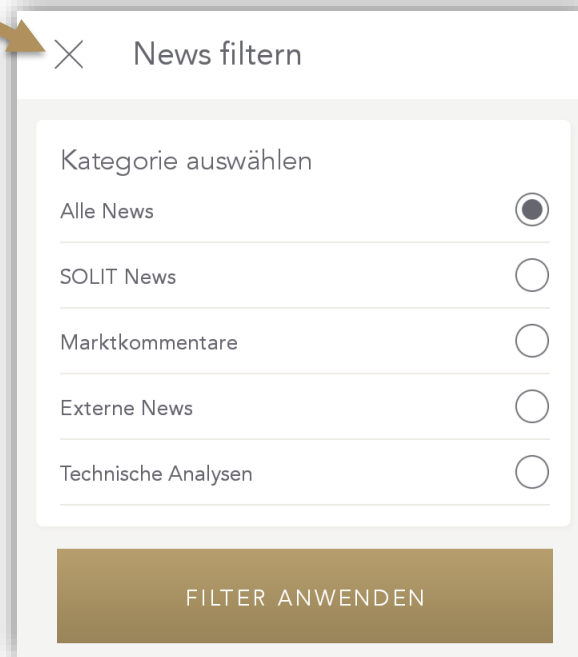 News filtern
Kategorie auswählen
Alle News
SOLIT News
Marktkommentare
Externe News
Technische Analysen
FILTER ANWENDEN